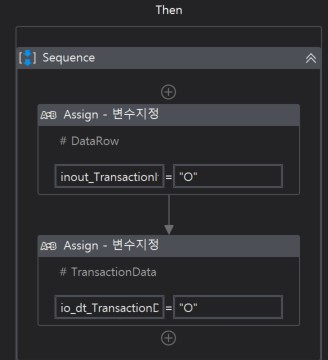 Then
Sequence
Assign - 변수지정
# DataRow
inout_TransactionI = "O"
Assign - 변수지정
# TransactionData
io_dt_TransactionD = "O"